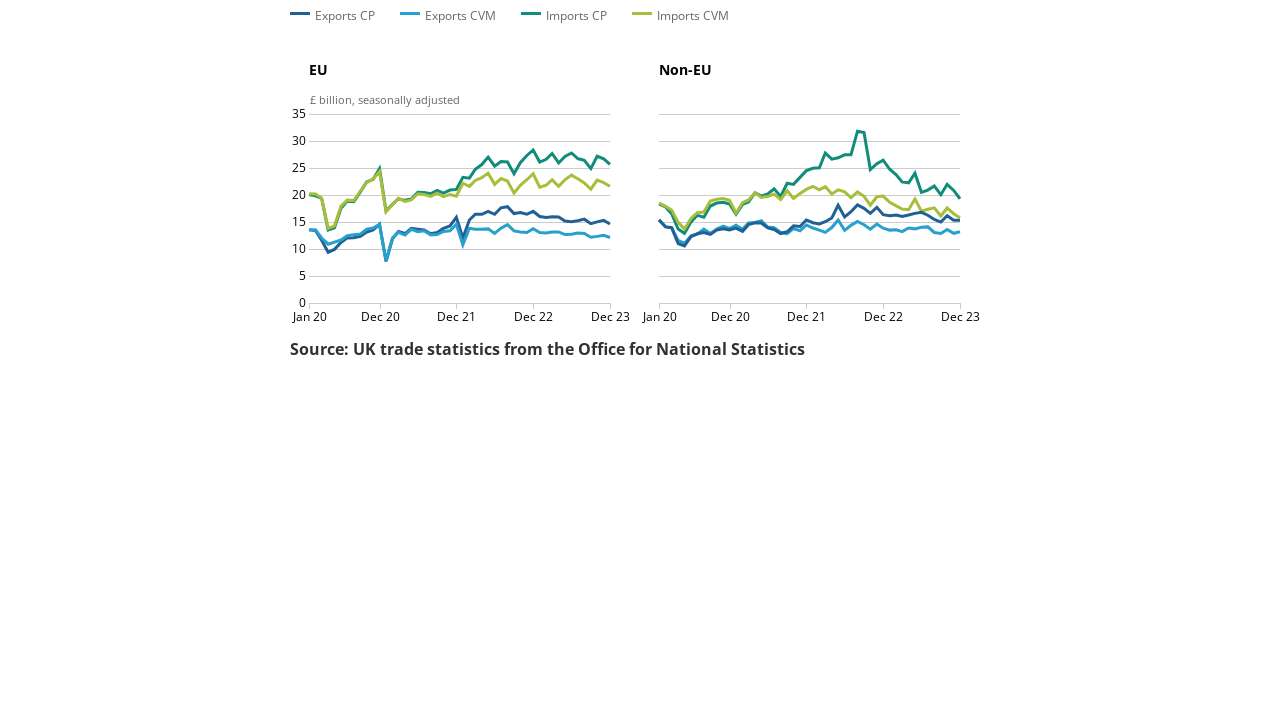 Exports CP Exports CVM Imports CP Imports CVM
EU Non-EU
£ billion, seasonally adjusted
35
30
25
20
15
10
5
0
Jan 20 Dec 20 Dec 21 Dec 22 Dec 23 Jan 20 Dec 20 Dec 21 Dec 22 Dec 23
Source: UK trade statistics from the Office for National Statistics